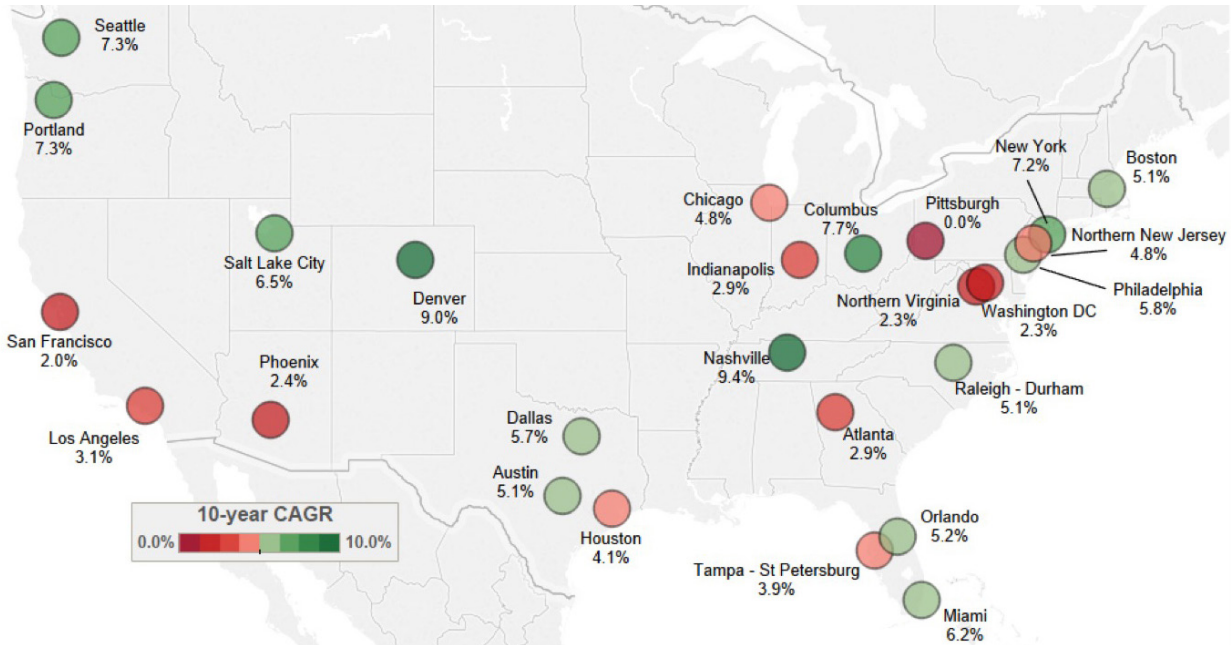 Seattle
7.3%
Portland
7.3%
Salt Lake City
6.5%
Denver
9.0%
San Francisco
2.0%
Los Angeles
3.1%
Phoenix
2.4%
Dallas
5.7%
Austin
5.1%
Houston
4.1%
Chicago
4.8%
Indianapolis
2.9%
Columbus
7.7%
Pittsburgh
0.0%
New York
7.2%
Boston
5.1%
Northern New Jersey
4.8%
Philadelphia
5.8%
Northern Virginia
2.3%
Washington DC
2.3%
Nashville
9.4%
Raleigh - Durham
5.1%
Atlanta
2.9%
Orlando
5.2%
Tampa - St Petersburg
3.9%
Miami
6.2%
10-year CAGR
0.0% 10.0%